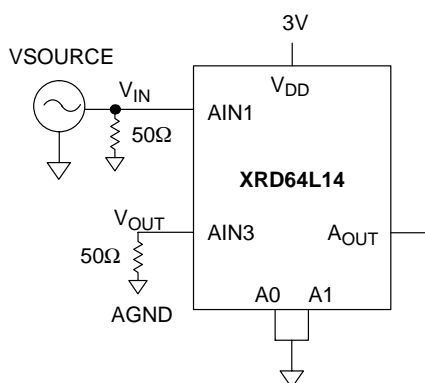 3V
VSOURCE
VIN
VDD
AIN1
50Ω
XRD64L14
VOUT
AIN3
AOUT
50Ω
A0 A1
AGND